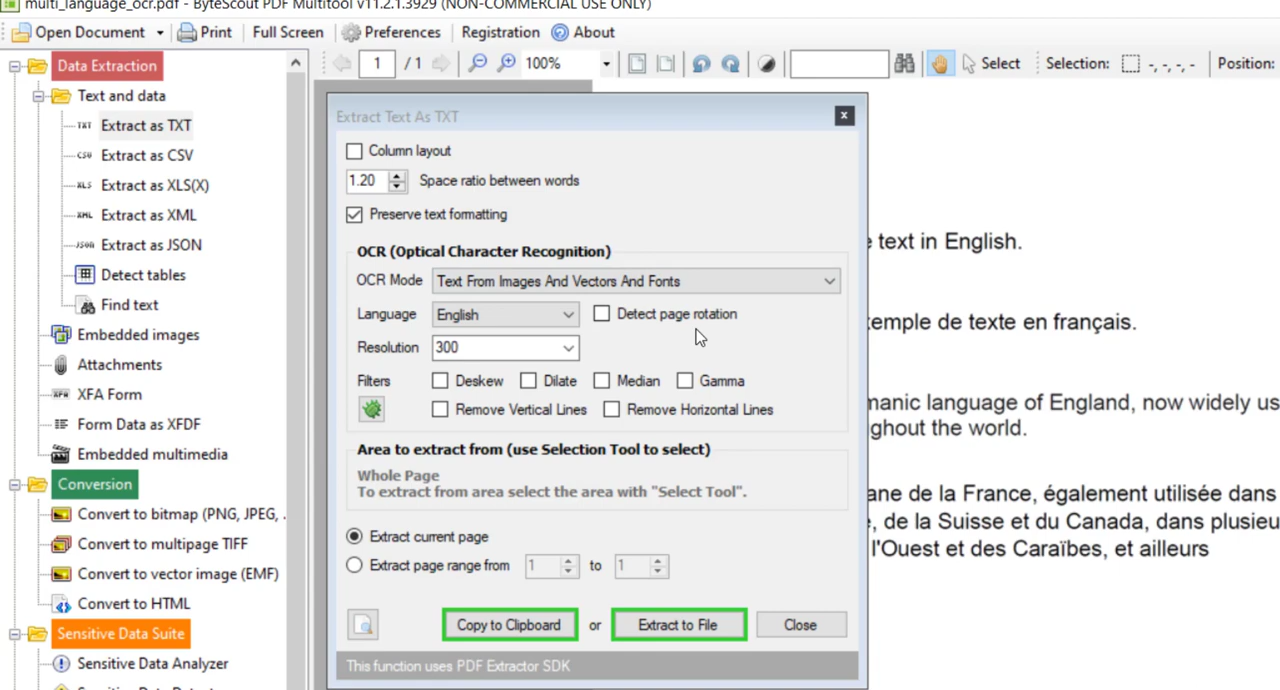 multi_language_ocr.pdf - ByteScout PDF Multitool v11.2.1.3929 (NON-COMMERCIAL USE ONLY)
Open Document Print Full Screen Preferences Registration About
Data Extraction 1 / 1 100% Select Selection: -, -, -, - Position:
Text and data
TXT Extract as TXT
CSV Extract as CSV
XLS Extract as XLS(X)
XML Extract as XML
JSON Extract as JSON
Detect tables
Find text
Embedded images
Attachments
XFA XFA Form
Form Data as XFDF
Embedded multimedia
Conversion
Convert to bitmap (PNG, JPEG, .
Convert to multipage TIFF
Convert to vector image (EMF)
Convert to HTML
Sensitive Data Suite
Sensitive Data Analyzer
Extract Text As TXT
x
Column layout
1.20 Space ratio between words
Preserve text formatting
OCR (Optical Character Recognition)
OCR Mode Text From Images And Vectors And Fonts
Language English Detect page rotation
Resolution 300
Filters Deskew Dilate Median Gamma
Remove Vertical Lines Remove Horizontal Lines
Area to extract from (use Selection Tool to select)
Whole Page
To extract from area select the area with "Select Tool".
Extract current page
Extract page range from 1 to 1
Copy to Clipboard or Extract to File Close
This function uses PDF Extractor SDK
text in English.
emple de texte en français.
manic language of England, now widely us
ghout the world.
ane de la France, également utilisée dans
, de la Suisse et du Canada, dans plusieu
l'Ouest et des Caraïbes, et ailleurs